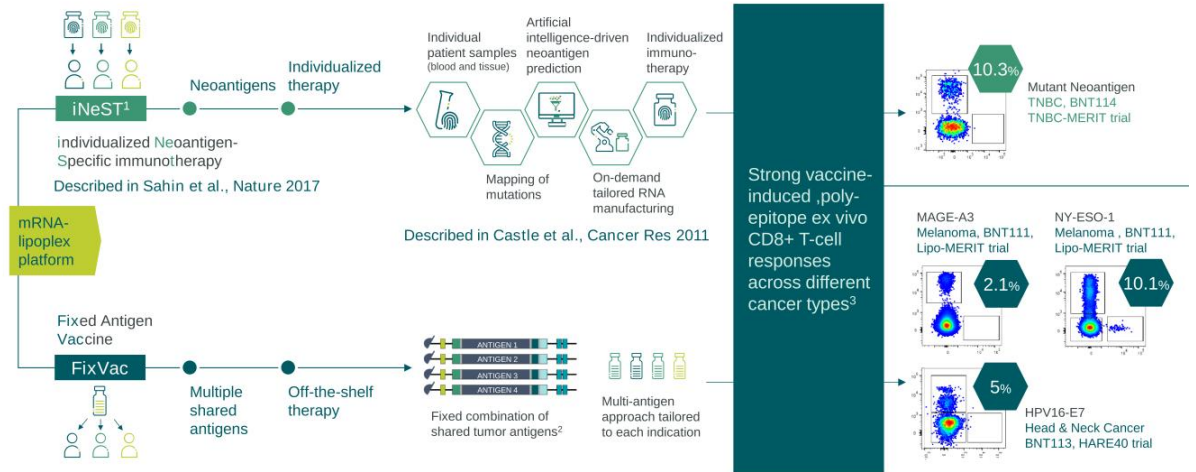 mRNA-
lipoplex
platform
iNeST¹
individualized Neoantigen-
Specific immunotherapy
Described in Sahin et al., Nature 2017
Neoantigens
Individualized
therapy
Individual
patient samples
(blood and tissue)
Mapping of
mutations
Artificial
intelligence-driven
neoantigen
prediction
On-demand
tailored RNA
manufacturing
Individualized
immuno-
therapy
Described in Castle et al., Cancer Res 2011
Fixed Antigen
Vaccine
FixVac
Multiple
shared
antigens
Off-the-shelf
therapy
ANTIGEN 1
ANTIGEN 2
ANTIGEN 3
ANTIGEN 4
Fixed combination of
shared tumor antigens²
Multi-antigen
approach tailored
to each indication
Strong vaccine-
induced ,poly-
epitope ex vivo
CD8+ T-cell
responses
across different
cancer types³
10.3%
Mutant Neoantigen
TNBC, BNT114
TNBC-MERIT trial
MAGE-A3
Melanoma, BNT111,
Lipo-MERIT trial
2.1%
NY-ESO-1
Melanoma , BNT111,
Lipo-MERIT trial
10.1%
5%
HPV16-E7
Head & Neck Cancer
BNT113, HARE40 trial